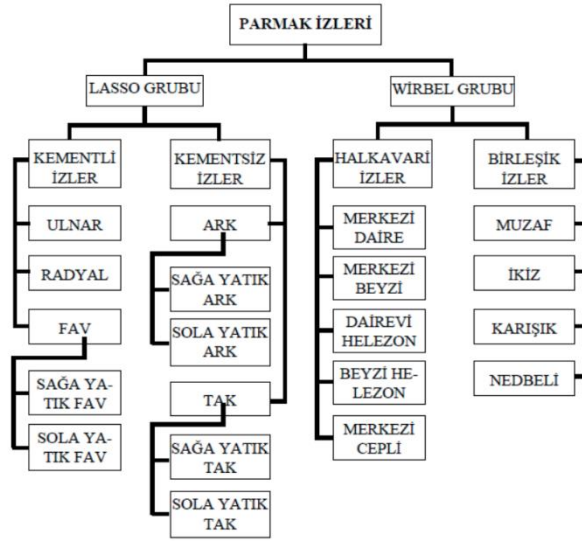 PARMAK İZLERİ
LASSO GRUBU
WİRBEL GRUBU
KEMENTLİ
İZLER
ULNAR
RADYAL
FAV
SAĞA YA-
TIK FAV
SOLA YA-
TIK FAV
KEMENTSİZ
İZLER
ARK
SAĞA YATIK
ARK
SOLA YATIK
ARK
TAK
SAĞA YATIK
TAK
SOLA YATIK
TAK
HALKAVARİ
İZLER
MERKEZİ
DAİRE
MERKEZİ
BEYZİ
DAİREVİ
HELEZON
BEYZİ HE-
LEZON
MERKEZİ
CEPLİ
BİRLEŞİK
İZLER
MUZAF
İKİZ
KARIŞIK
NEDBELİ